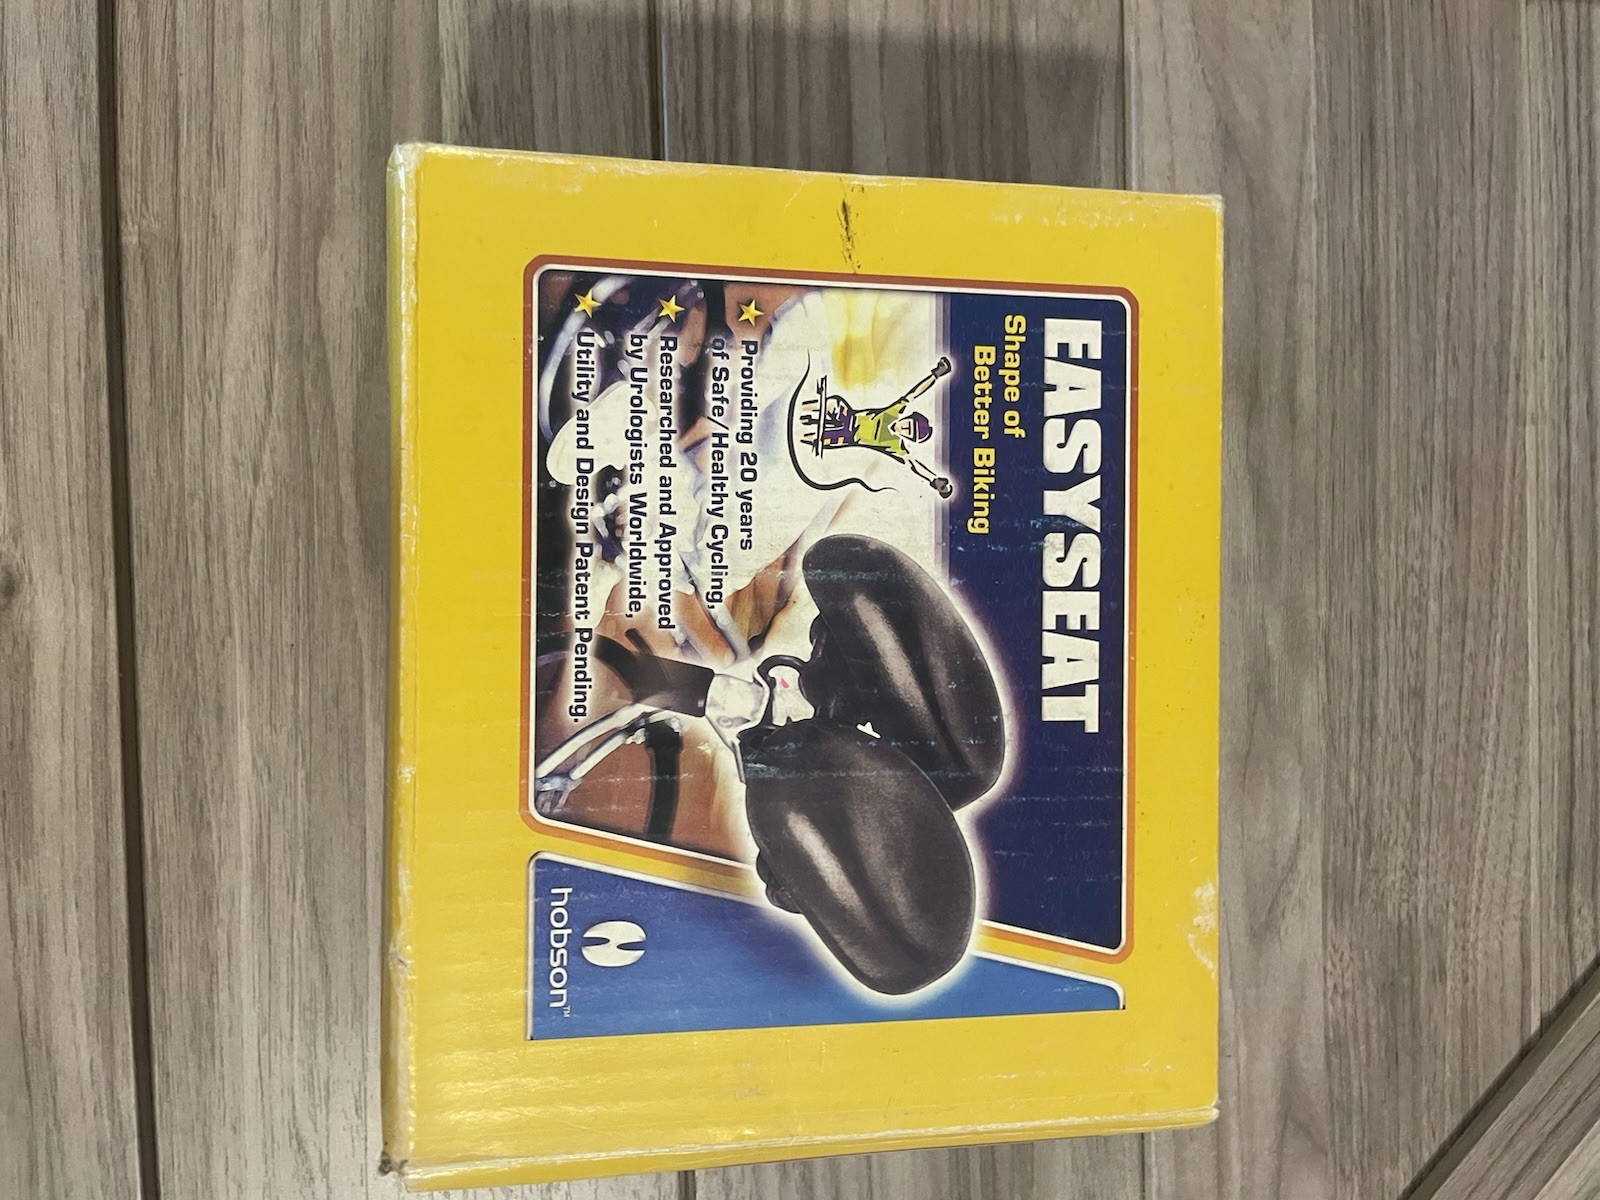 EASYSEAT
Shape of
Better Biking
Providing 20 years
of Safe/Healthy Cycling,
Researched and Approved
by Urologists Worldwide,
Utility and Design Patent Pending.
hobson™